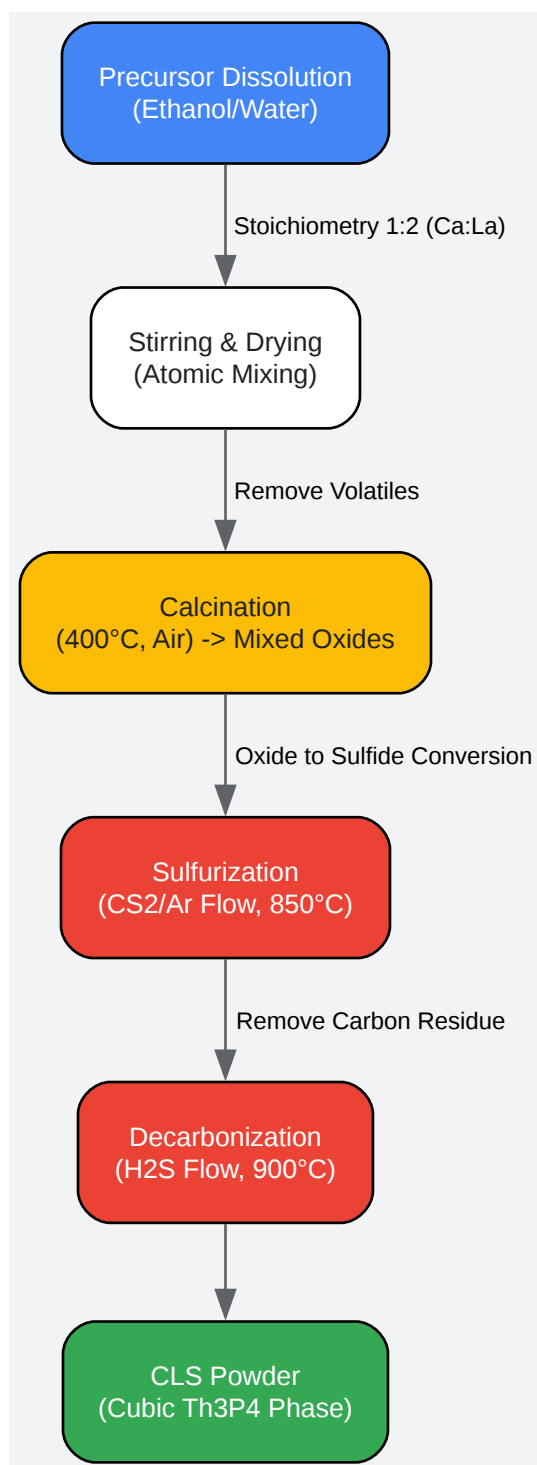 Precursor Dissolution
(Ethanol/Water)
Stoichiometry 1:2 (Ca:La)
Stirring & Drying
(Atomic Mixing)
Remove Volatiles
Calcination
(400°C, Air) -> Mixed Oxides
Oxide to Sulfide Conversion
Sulfurization
(CS2/Ar Flow, 850°C)
Remove Carbon Residue
Decarbonization
(H2S Flow, 900°C)
CLS Powder
(Cubic Th3P4 Phase)